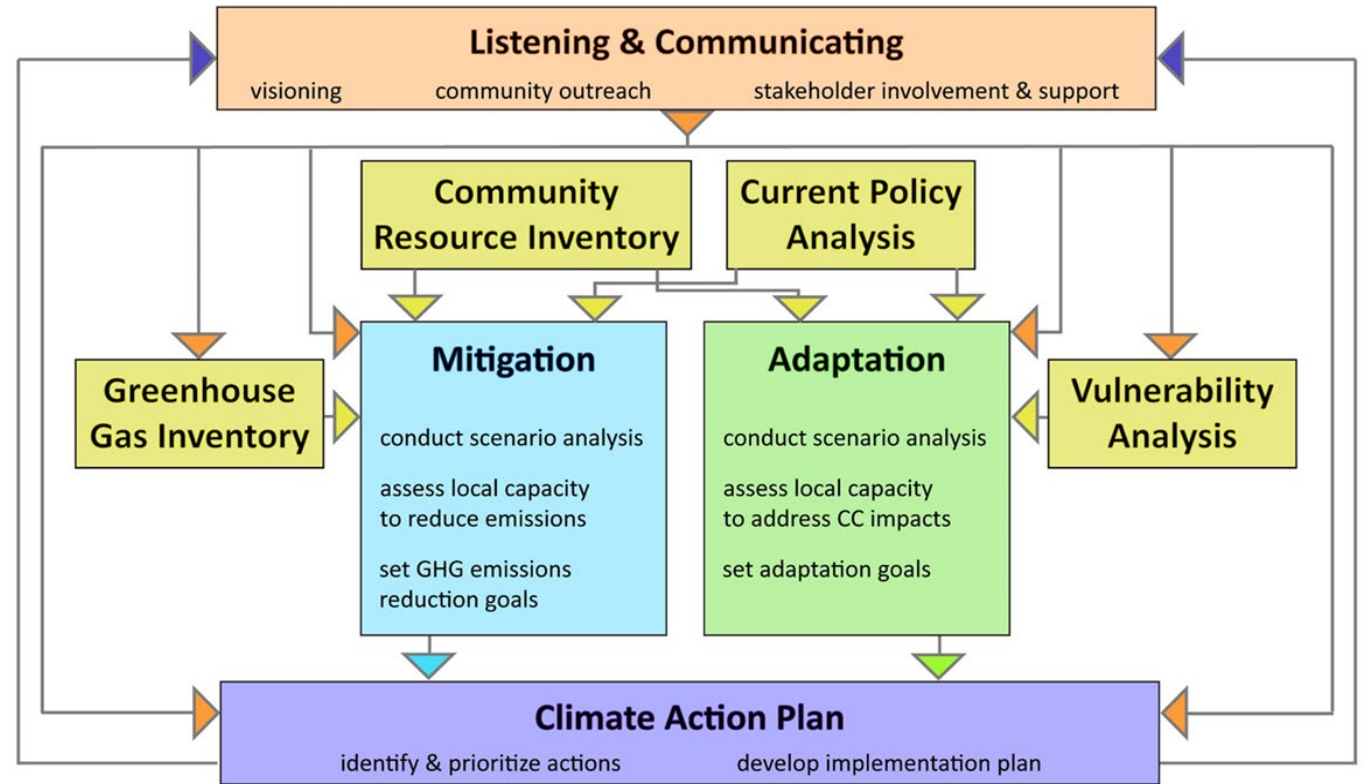 Listening & Communicating
visioning community outreach stakeholder involvement & support
Community
Resource Inventory
Current Policy
Analysis
Greenhouse
Gas Inventory
Mitigation
conduct scenario analysis
assess local capacity
to reduce emissions
set GHG emissions
reduction goals
Adaptation
conduct scenario analysis
assess local capacity
to address CC impacts
set adaptation goals
Vulnerability
Analysis
Climate Action Plan
identify & prioritize actions develop implementation plan